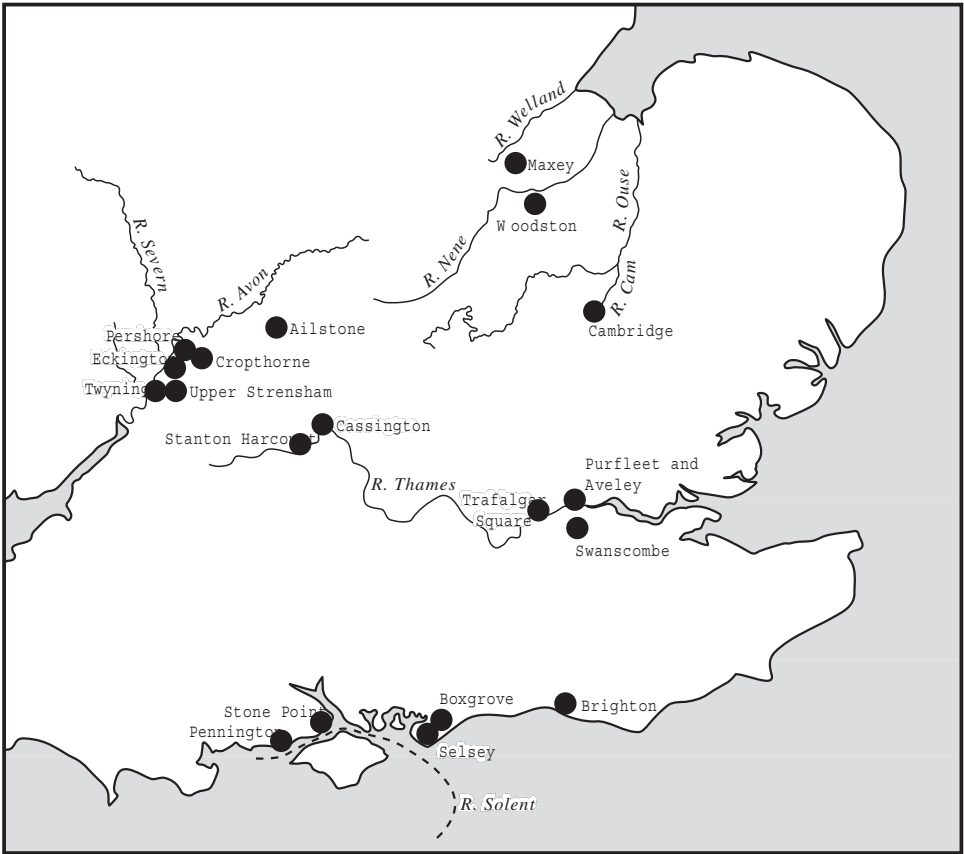 R. Welland
Maxey
R. Ouse
Woodston
R. Severn
R. Nene
R. Avon
R. Cam
Ailstone
Cambridge
Pershore
Eckington
Cropthorne
Twyning
Upper Strensham
Cassington
Stanton Harcourt
Purfleet and
Aveley
R. Thames
Trafalgar
Square
Swanscombe
Boxgrove
Brighton
Stone Point
Pennington
Selsey
R. Solent